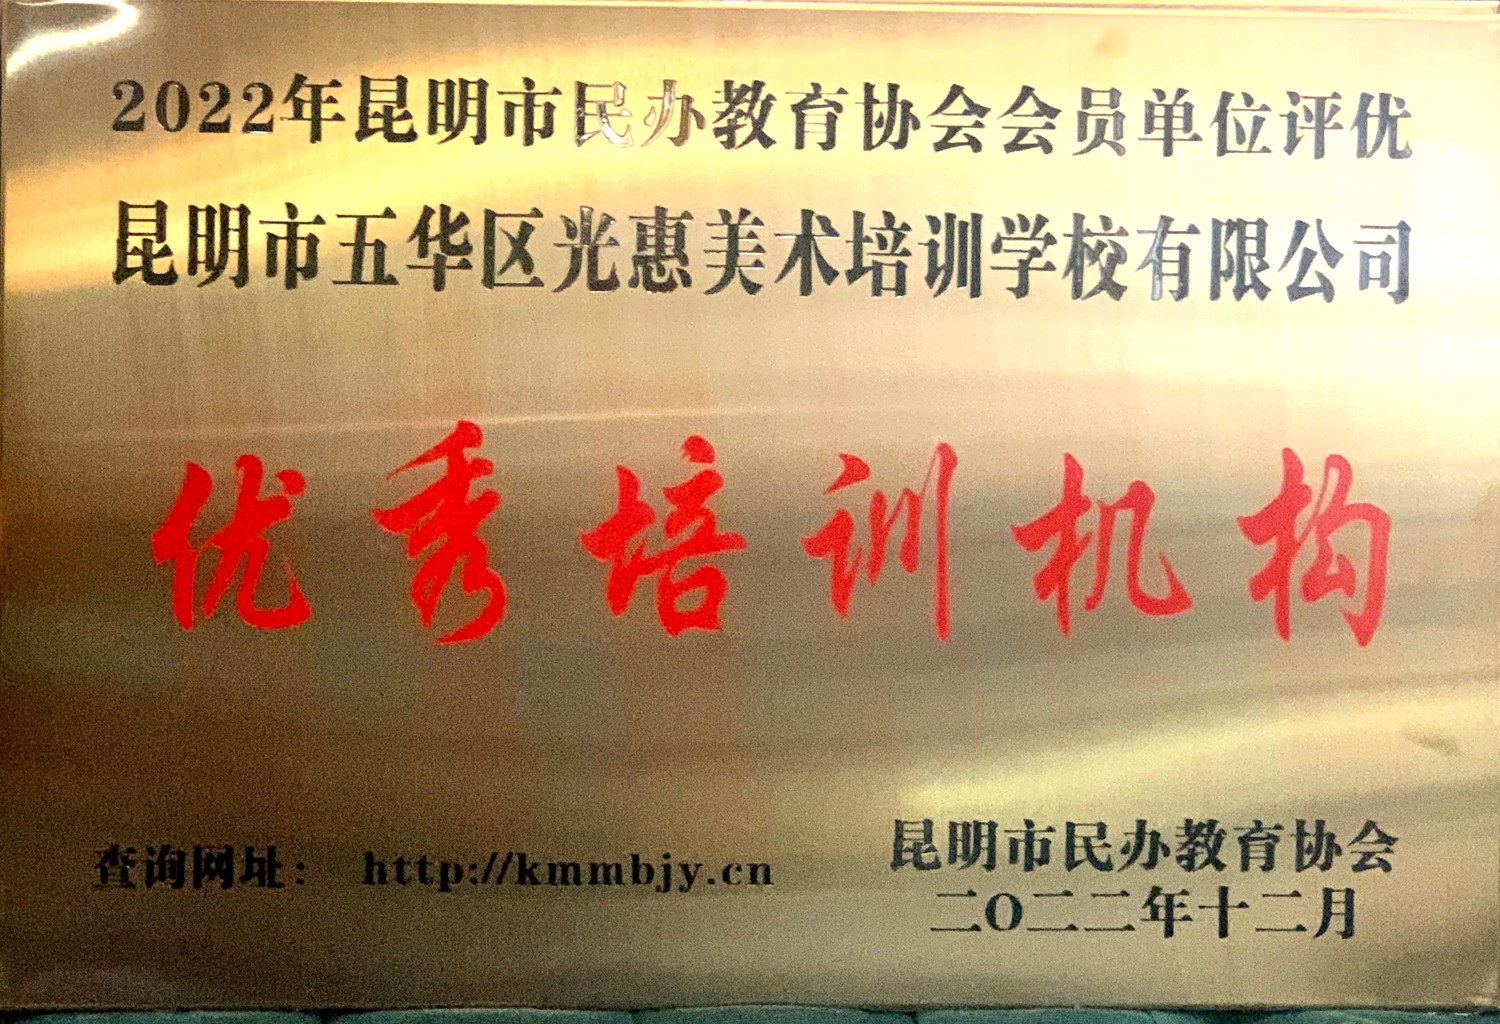 2022年昆明市民办教育协会会员单位评优
昆明市五华区光惠美术培训学校有限公司
优秀培训机构
查询网址: http://kmmbjy.cn
昆明市民办教育协会
二O二二年十二月